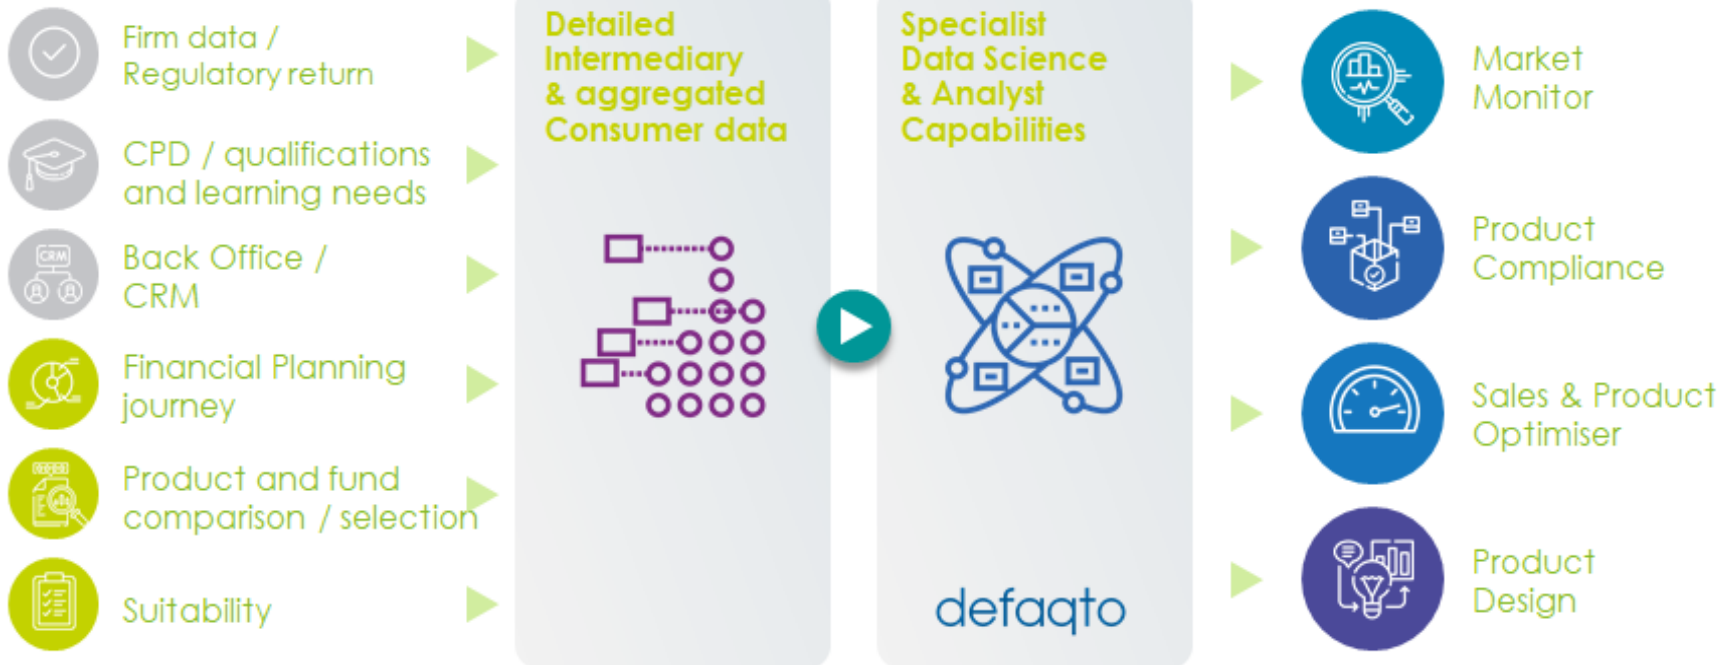 Firm data /
Regulatory return
CPD / qualifications
and learning needs
Back Office /
CRM
CRM
Financial Planning
journey
Product and fund
comparison / selection
Suitability
Detailed
Intermediary
& aggregated
Consumer data
Specialist
Data Science
& Analyst
Capabilities
defaqto
Market
Monitor
Product
Compliance
Sales & Product
Optimiser
Product
Design